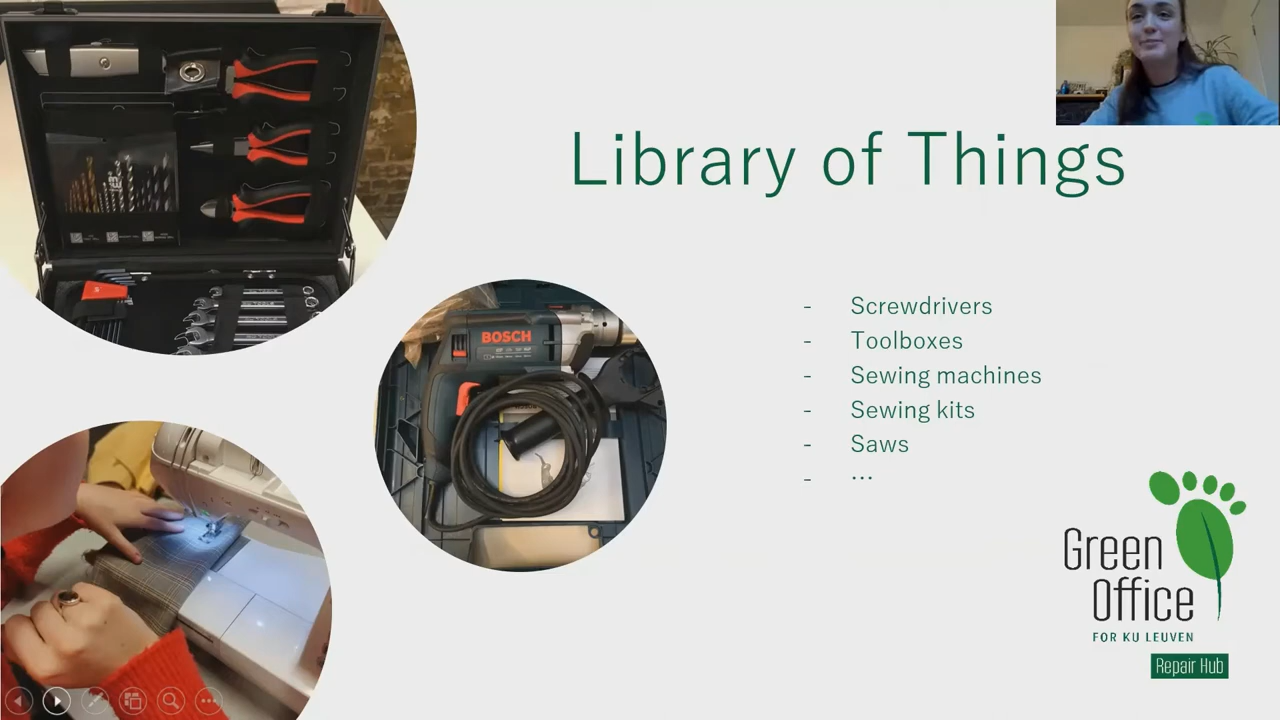 Library of Things
- Screwdrivers
- Toolboxes
- Sewing machines
- Sewing kits
- Saws
- ...
BOSCH
Green
Office
FOR KU LEUVEN
Repair Hub